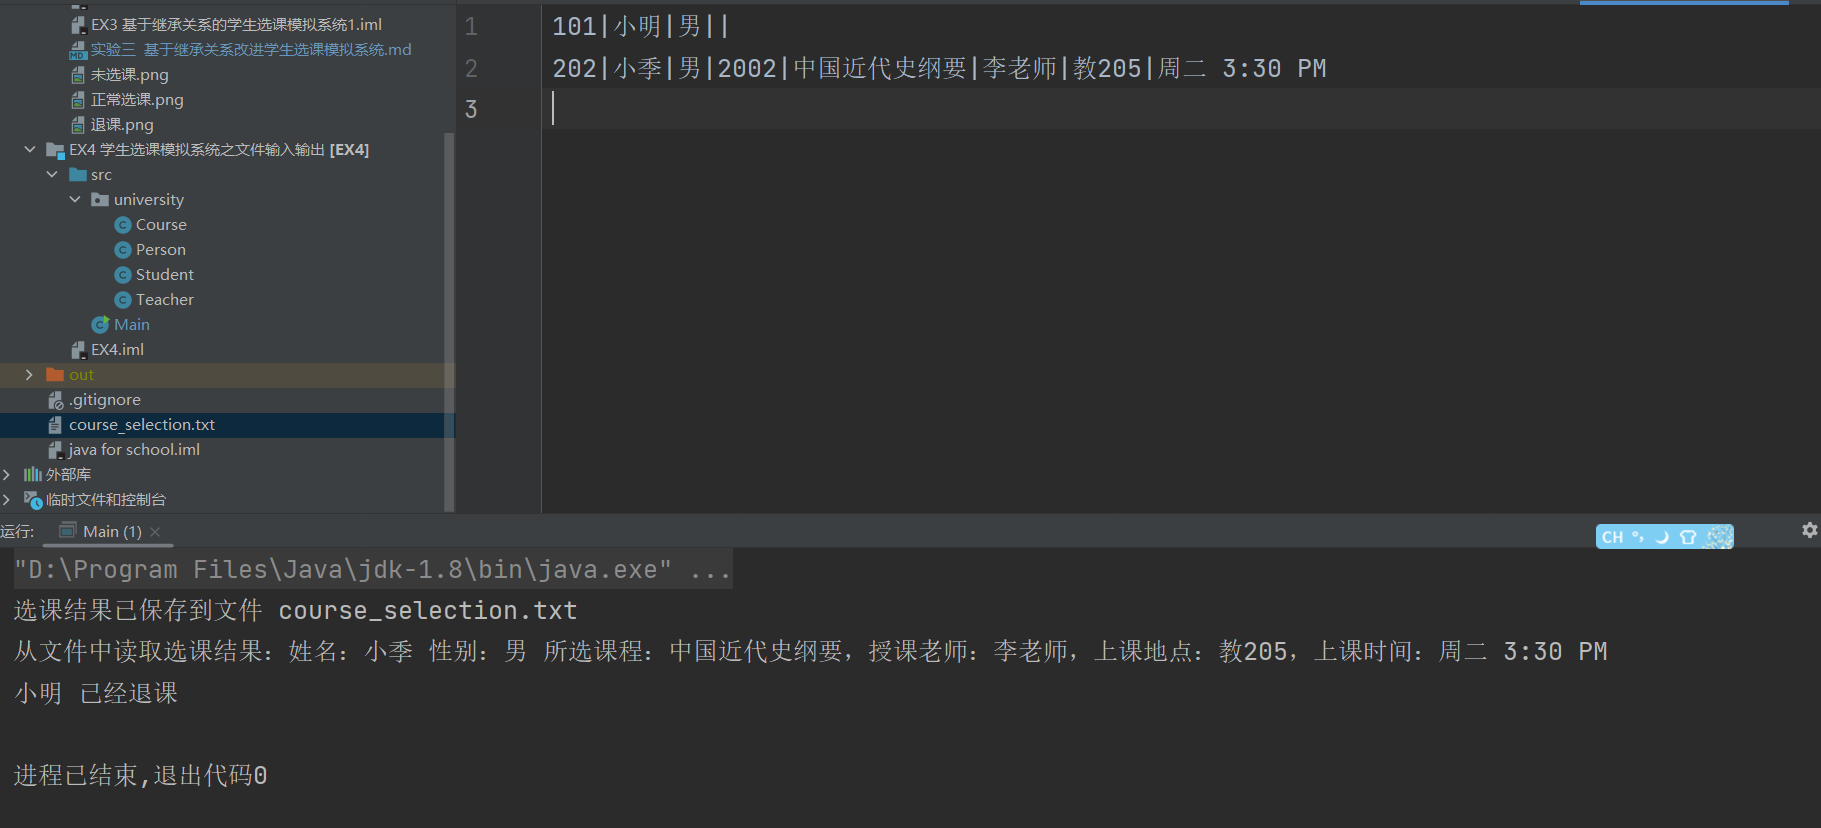 EX3 基于继承关系的学生选课模拟系统1.iml
实验三 基于继承关系改进学生选课模拟系统.md
未选课.png
正常选课.png
退课.png
EX4 学生选课模拟系统之文件输入输出 [EX4]
src
university
Course
Person
Student
Teacher
Main
EX4.iml
out
.gitignore
course_selection.txt
java for school.iml
外部库
临时文件和控制台
1 101|小明|男||
2 202|小季|男|2002|中国近代史纲要|李老师|教205|周二 3:30 PM
3
运行: Main (1)
CH
"D:\Program Files\Java\jdk-1.8\bin\java.exe" ...
选课结果已保存到文件 course_selection.txt
从文件中读取选课结果: 姓名: 小季 性别: 男 所选课程: 中国近代史纲要, 授课老师: 李老师, 上课地点: 教205, 上课时间: 周二 3:30 PM
小明 已经退课
进程已结束,退出代码0